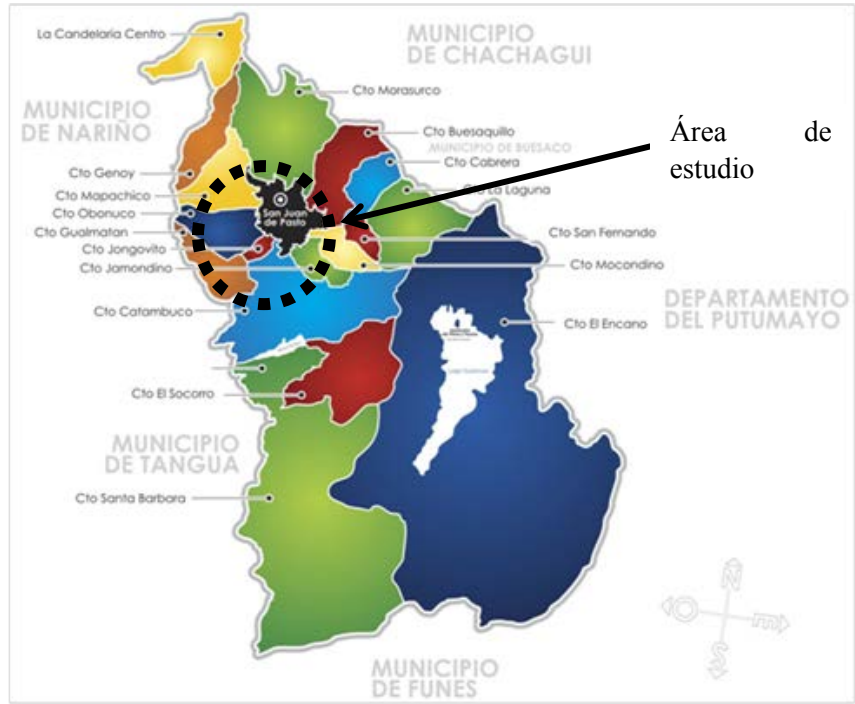 La Candelaria Centro
MUNICIPIO
DE CHACHAGUI
Cto Morasurco
MUNICIPIO
DE NARIÑO
Cto Buesaquillo
MUNICIPIO DE BUESACO
Cto Cabrera
Área de
estudio
Cto Genoy
Cto La Laguna
Cto Mapachico
Cto Obonuco
San Juan
de Pasto
Cto Gualmatan
Cto San Fernando
Cto Jongovito
Cto Jamondino
Cto Mocondino
DEPARTAMENTO
DEL PUTUMAYO
Cto Catambuco
Cto El Encano
Cto El Socorro
MUNICIPIO
DE TANGUA
Cto Santa Barbara
N
O
E
S
MUNICIPIO
DE FUNES